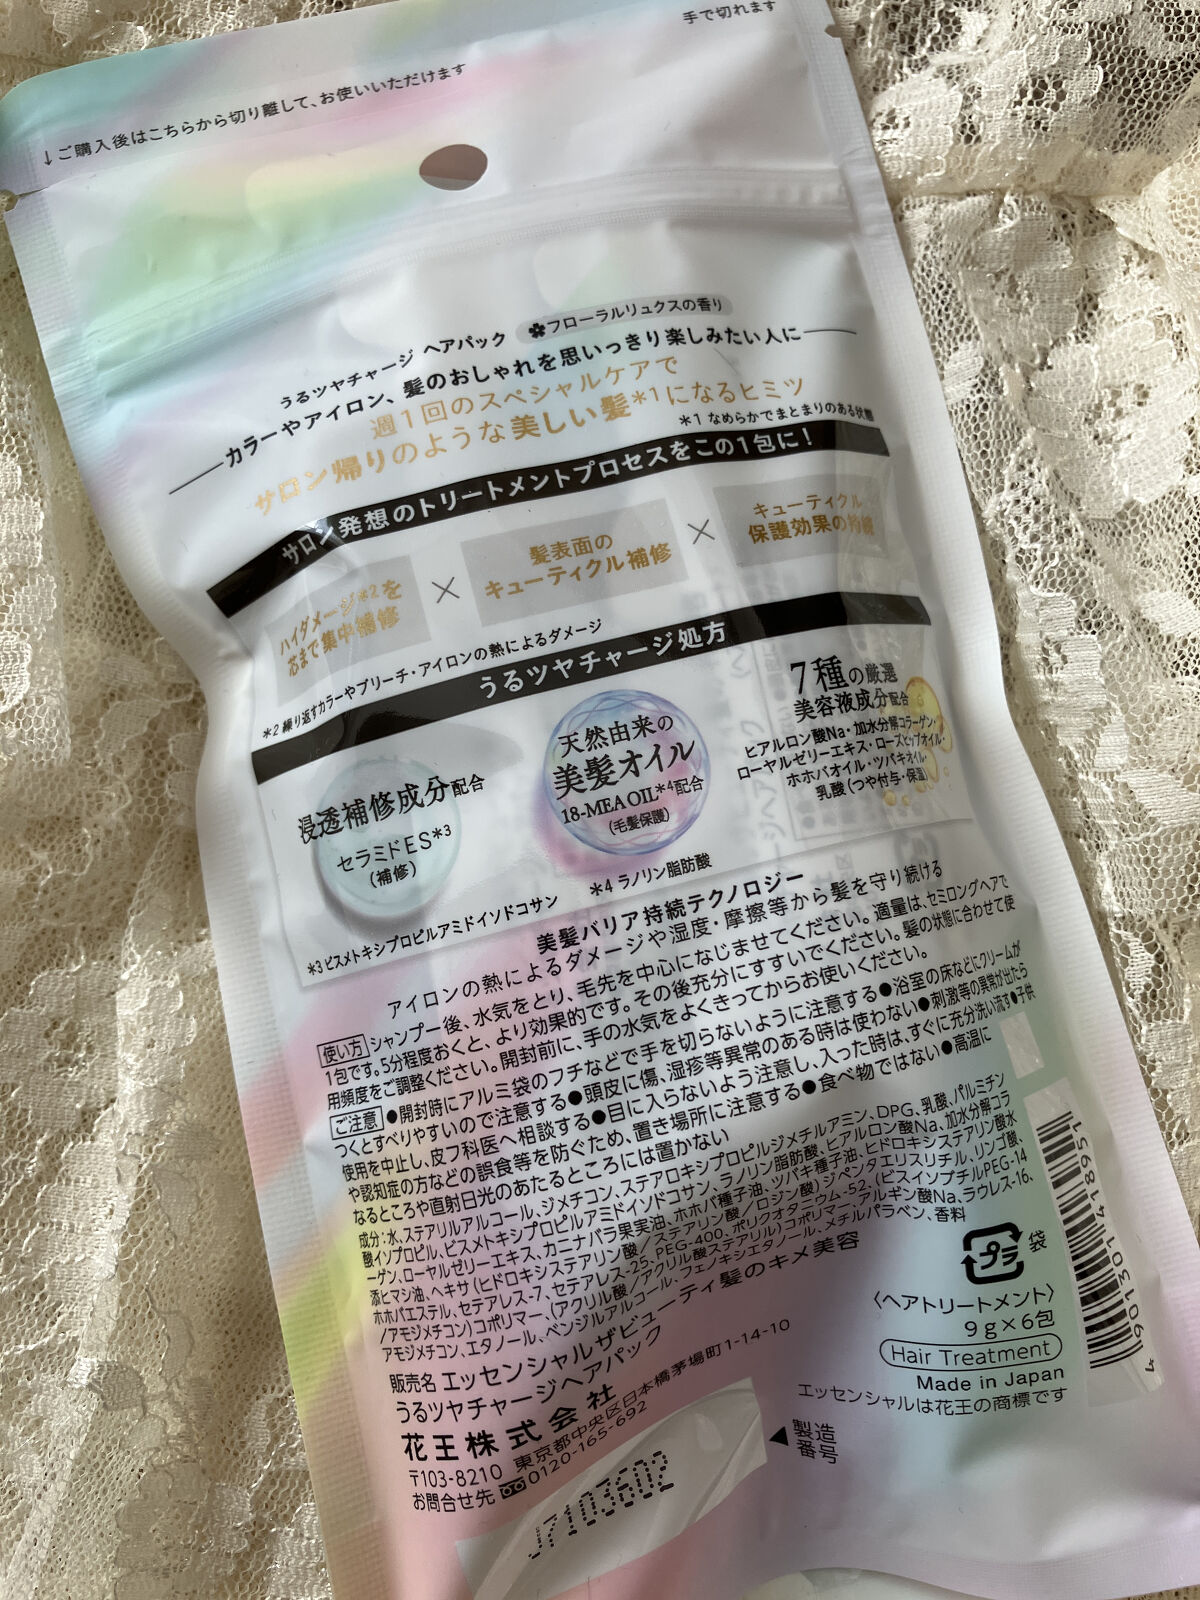 手で切れます
↓ご購入後はこちらから切り離して、お使いいただけます
うるツヤチャージ ヘアパック フローラルリュクスの香り
カラーやアイロン、髪のおしゃれを思いっきり楽しみたい人に
週1回のスペシャルケアで
サロン帰りのような美しい髪*1になるヒミツ
*1 なめらかでまとまりのある状態
サロン発想のトリートメントプロセスをこの1包に!
ハイダメージ*2を
芯まで集中補修
×
髪表面の
キューティクル補修
×
キューティクル
保護効果の持続
*2 繰り返すカラーやブリーチ・アイロンの熱によるダメージ
うるツヤチャージ処方
浸透補修成分配合
セラミドES*3
(補修)
天然由来の
美髪オイル
18-MEA OIL*4配合
(毛髪保護)
7種の厳選
美容液成分配合
ヒアルロン酸Na・加水分解コラーゲン・
ローヤルゼリーエキス・ローズヒップオイル・
ホホバオイル・ツバキオイル・
乳酸(つや付与・保湿)
*3 ビスメトキシプロピルアミドイソドコサン
*4 ラノリン脂肪酸
美髪バリア持続テクノロジー
アイロンの熱によるダメージや湿度・摩擦等から髪を守り続ける
使い方 シャンプー後、水気をとり、毛先を中心になじませてください。適量は、セミロングヘアで
1包です。5分程度おくと、より効果的です。その後充分にすすいでください。髪の状態に合わせて使
用頻度をご調整ください。開封前に、手の水気をよくきってからお使いください。
ご注意 ●開封時にアルミ袋のフチなどで手を切らないように注意する●浴室の床などにクリームが
つくとすべりやすいので注意する●頭皮に傷、湿疹等異常のある時は使わない●刺激等の異常が出たら
使用を中止し、皮フ科医へ相談する●目に入らないよう注意し、入った時は、すぐに充分洗い流す●子供
や認知症の方などの誤食等を防ぐため、置き場所に注意する●食べ物ではない●高温に
なるところや直射日光のあたるところには置かない
成分:水、ステアリルアルコール、ジメチコン、ステアロキシプロピルジメチルアミン、DPG、乳酸、パルミチン
酸イソプロピル、ビスメトキシプロピルアミドイソドコサン、ラノリン脂肪酸、ヒアルロン酸Na、加水分解コラ
ーゲン、ローヤルゼリーエキス、カニナバラ果実油、ホホバ種子油、ツバキ種子油、ヒドロキシステアリン酸水
添ヒマシ油、ヘキサ(ヒドロキシステアリン酸/ステアリン酸/ロジン酸)ジペンタエリスリチル、リンゴ酸、
ホホバエステル、セテアレス-7、セテアレス-25、PEG-400、ポリクオタニウム-52、(ビスイソブチルPEG-14
/アモジメチコン)コポリマー、(アクリル酸/アクリル酸ステアリル)コポリマー、アルギン酸Na、ラウレス-16、
アモジメチコン、エタノール、ベンジルアルコール、フェノキシエタノール、メチルパラベン、香料
販売名 エッセンシャルザビューティ髪のキメ美容
うるツヤチャージヘアパック
花王株式会社
〒103-8210 東京都中央区日本橋茅場町1-14-10
お問合せ先 0120-165-692
J7103602
◀製造
番号
プラ 袋
〈ヘアトリートメント〉
9g×6包
Hair Treatment
Made in Japan
エッセンシャルは花王の商標です
4 901301 418951